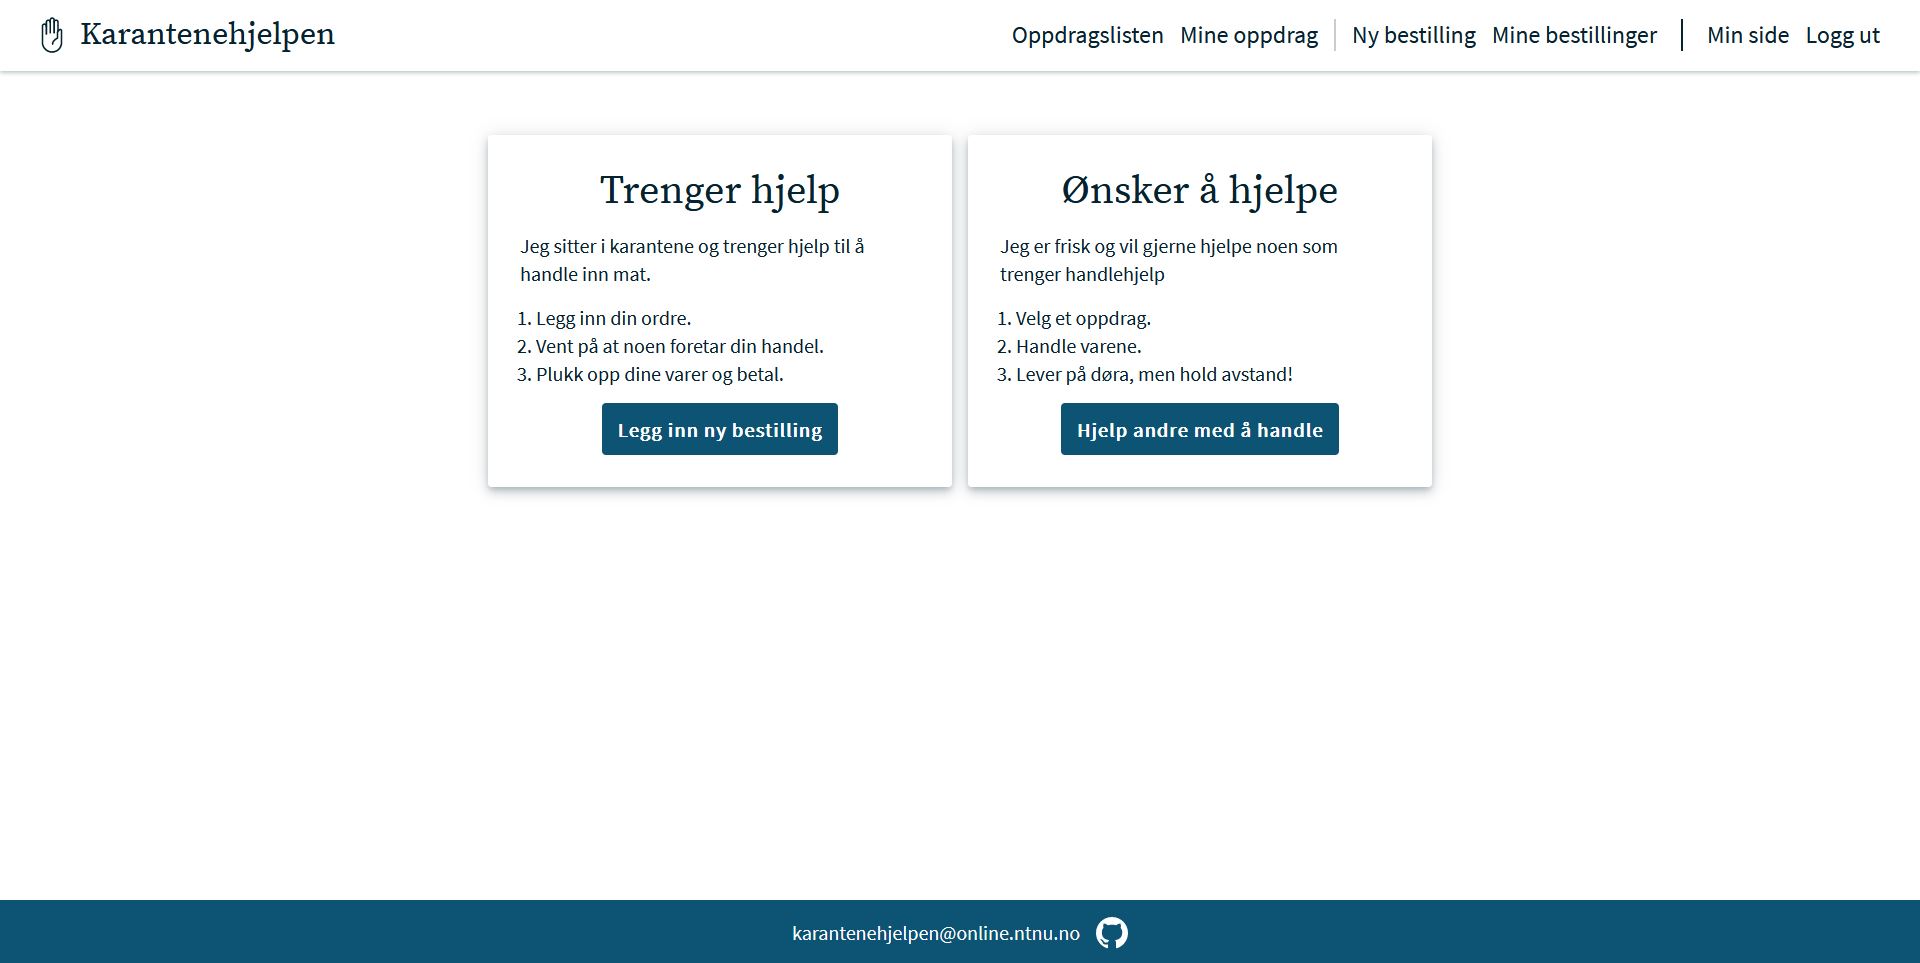 Karantenehjelpen
Oppdragslisten Mine oppdrag Ny bestilling Mine bestillinger Min side Logg ut
Trenger hjelp
Jeg sitter i karantene og trenger hjelp til å
handle inn mat.
1. Legg inn din ordre.
2. Vent på at noen foretar din handel.
3. Plukk opp dine varer og betal.
Legg inn ny bestilling
Ønsker å hjelpe
Jeg er frisk og vil gjerne hjelpe noen som
trenger handlehjelp
1. Velg et oppdrag.
2. Handle varene.
3. Lever på døra, men hold avstand!
Hjelp andre med å handle
karantenehjelpen@online.ntnu.no